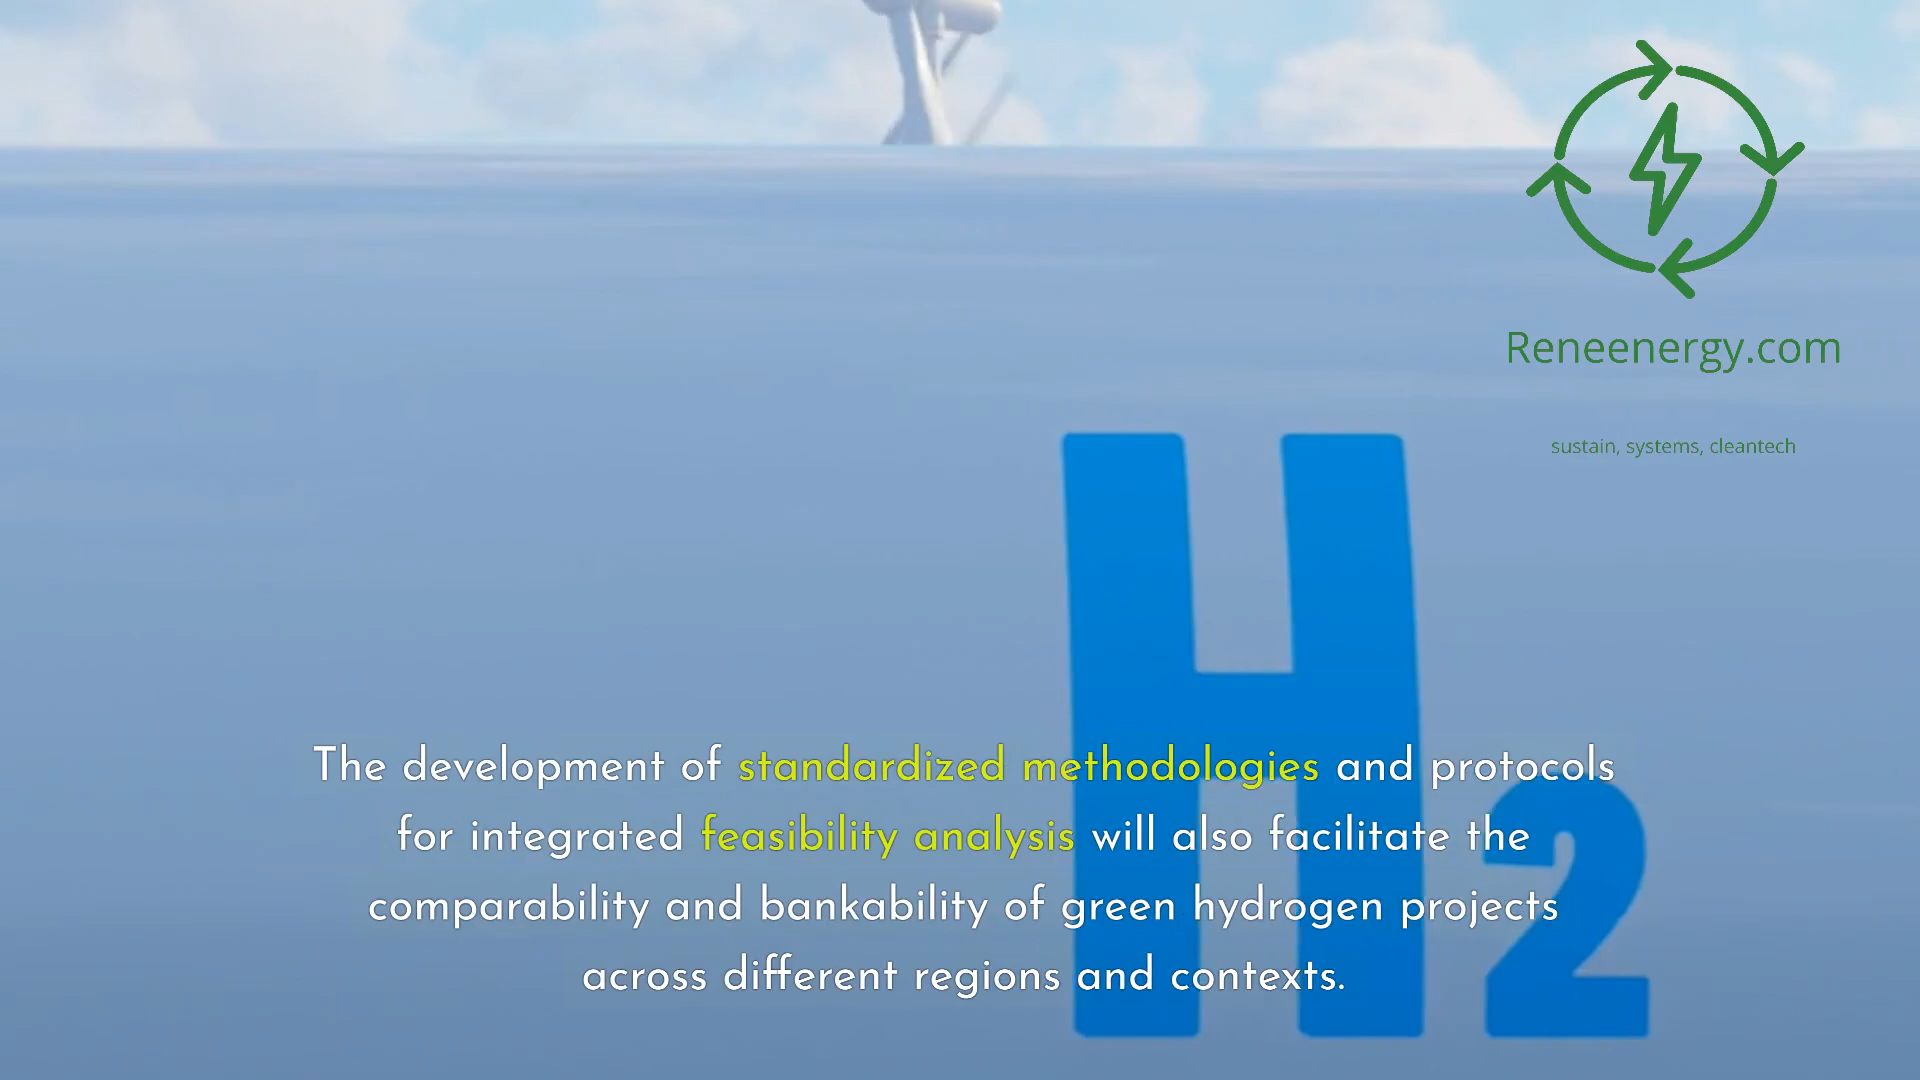 Reneenergy.com
sustain, systems, cleantech
H2
The development of standardized methodologies and protocols
for integrated feasibility analysis will also facilitate the
comparability and bankability of green hydrogen projects
across different regions and contexts.